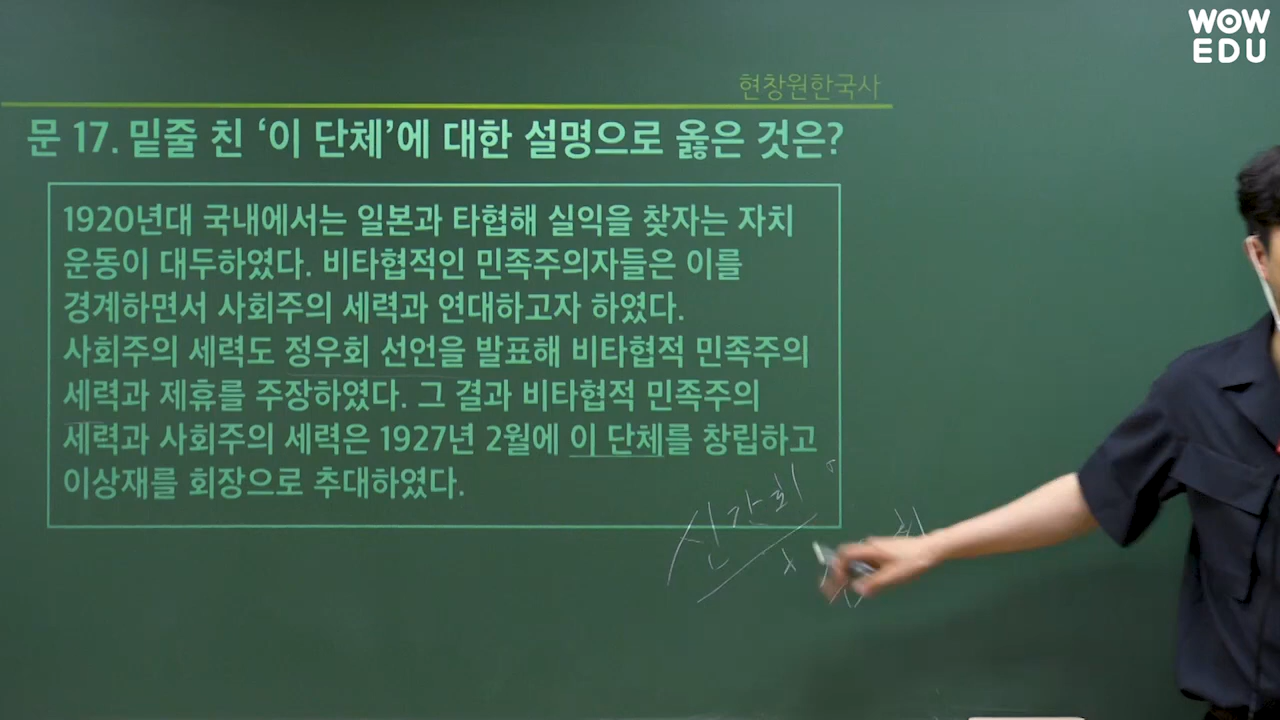 WOW
EDU
현창원한국사
문 17. 밑줄 친 ‘이 단체’에 대한 설명으로 옳은 것은?
1920년대 국내에서는 일본과 타협해 실익을 찾자는 자치
운동이 대두하였다. 비타협적인 민족주의자들은 이를
경계하면서 사회주의 세력과 연대하고자 하였다.
사회주의 세력도 정우회 선언을 발표해 비타협적 민족주의
세력과 제휴를 주장하였다. 그 결과 비타협적 민족주의
세력과 사회주의 세력은 1927년 2월에 이 단체를 창립하고
이상재를 회장으로 추대하였다.
신간회